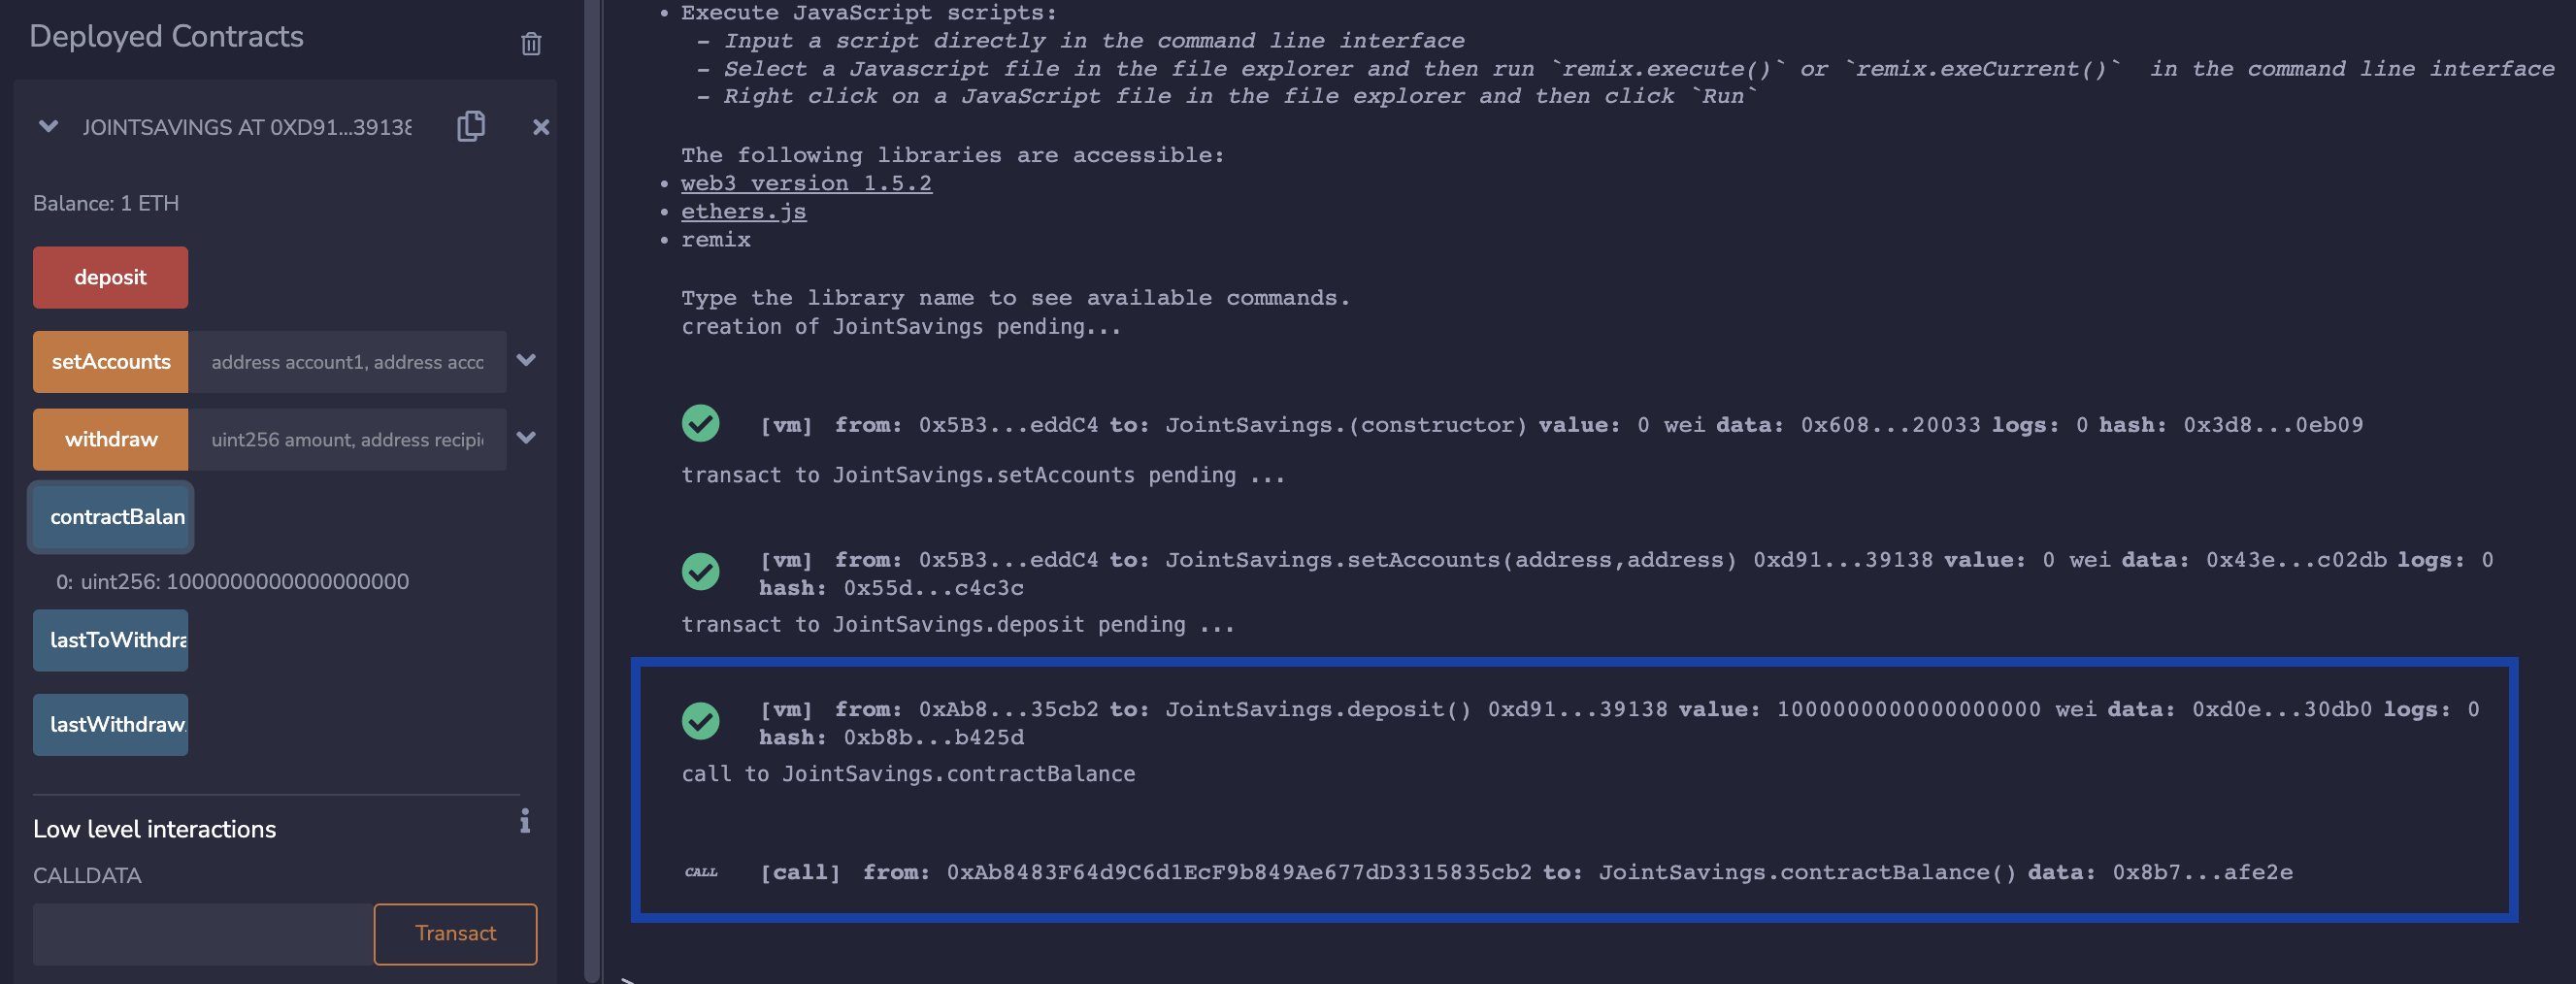 Deployed Contracts
JOINTSAVINGS AT 0XD91...39138
Balance: 1 ETH
deposit
setAccounts address account1, address acco
withdraw uint256 amount, address recipi
contractBalan
0: uint256: 1000000000000000000
lastToWithdra
lastWithdraw
Low level interactions
CALLDATA
Transact
• Execute JavaScript scripts:
– Input a script directly in the command line interface
– Select a Javascript file in the file explorer and then run `remix.execute()` or `remix.exeCurrent()` in the command line interface
– Right click on a JavaScript file in the file explorer and then click `Run`
The following libraries are accessible:
• web3 version 1.5.2
• ethers.js
• remix
Type the library name to see available commands.
creation of JointSavings pending...
[vm] from: 0x5B3...eddC4 to: JointSavings.(constructor) value: 0 wei data: 0x608...20033 logs: 0 hash: 0x3d8...0eb09
transact to JointSavings.setAccounts pending ...
[vm] from: 0x5B3...eddC4 to: JointSavings.setAccounts(address,address) 0xd91...39138 value: 0 wei data: 0x43e...c02db logs: 0
hash: 0x55d...c4c3c
transact to JointSavings.deposit pending ...
[vm] from: 0xAb8...35cb2 to: JointSavings.deposit() 0xd91...39138 value: 1000000000000000000 wei data: 0xd0e...30db0 logs: 0
hash: 0xb8b...b425d
call to JointSavings.contractBalance
CALL [call] from: 0xAb8483F64d9C6d1EcF9b849Ae677dD3315835cb2 to: JointSavings.contractBalance() data: 0x8b7...afe2e